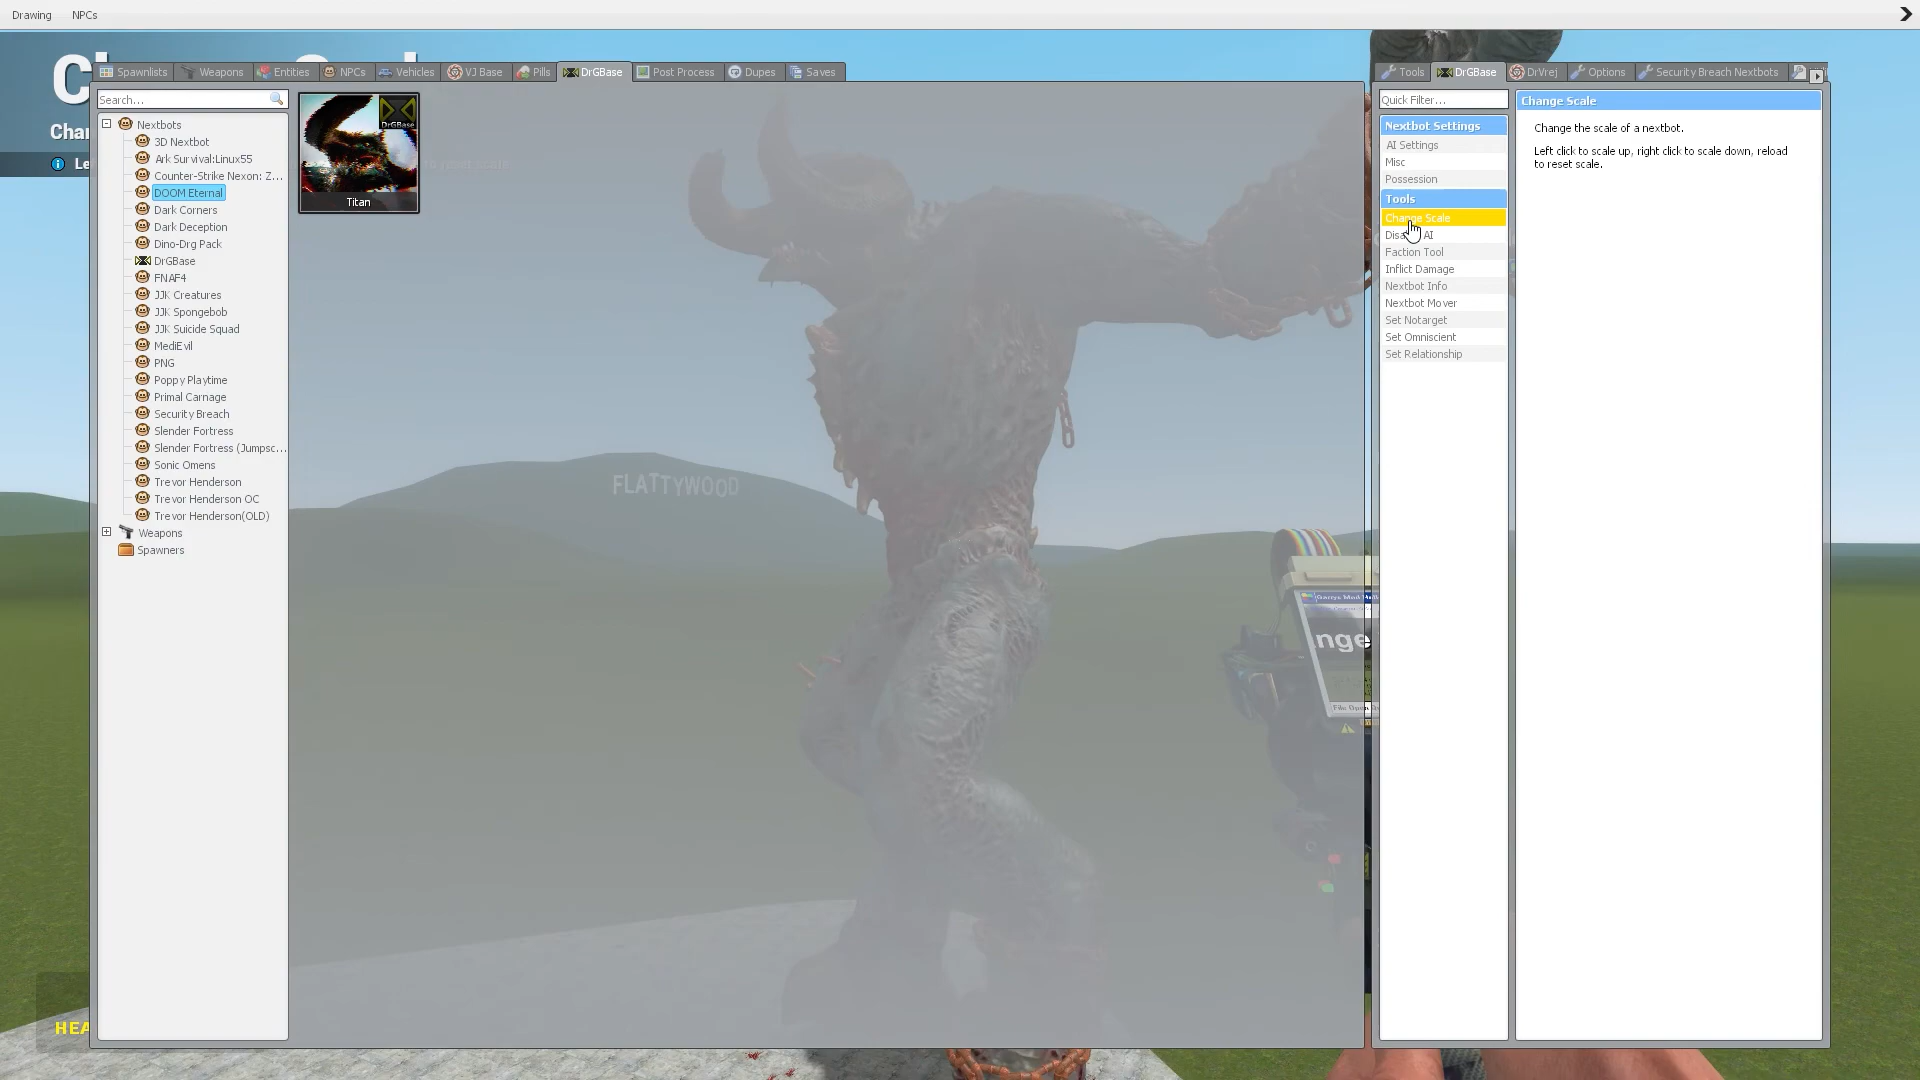 Drawing NPCs
Spawnlists Weapons Entities NPCs Vehicles VJ Base Pills DrGBase Post Process Dupes Saves
Tools DrGBase DrVrej Options Security Breach Nextbots
Search...
Nextbots
3D Nextbot
Ark Survival:Linux55
Counter-Strike Nexon: Z...
DOOM Eternal
Dark Corners
Dark Deception
Dino-Drg Pack
DrGBase
FNAF4
JJK Creatures
JJK Spongebob
JJK Suicide Squad
MediEvil
PNG
Poppy Playtime
Primal Carnage
Security Breach
Slender Fortress
Slender Fortress (Jumpsc...
Sonic Omens
Trevor Henderson
Trevor Henderson OC
Trevor Henderson(OLD)
Weapons
Spawners
DrGBase
Titan
FLATTYWOOD
nge
Quick Filter...
Nextbot Settings
AI Settings
Misc
Possession
Tools
Change Scale
AI
Faction Tool
Inflict Damage
Nextbot Info
Nextbot Mover
Set Notarget
Set Omniscient
Set Relationship
Change Scale
Change the scale of a nextbot.
Left click to scale up, right click to scale down, reload
to reset scale.
HEA